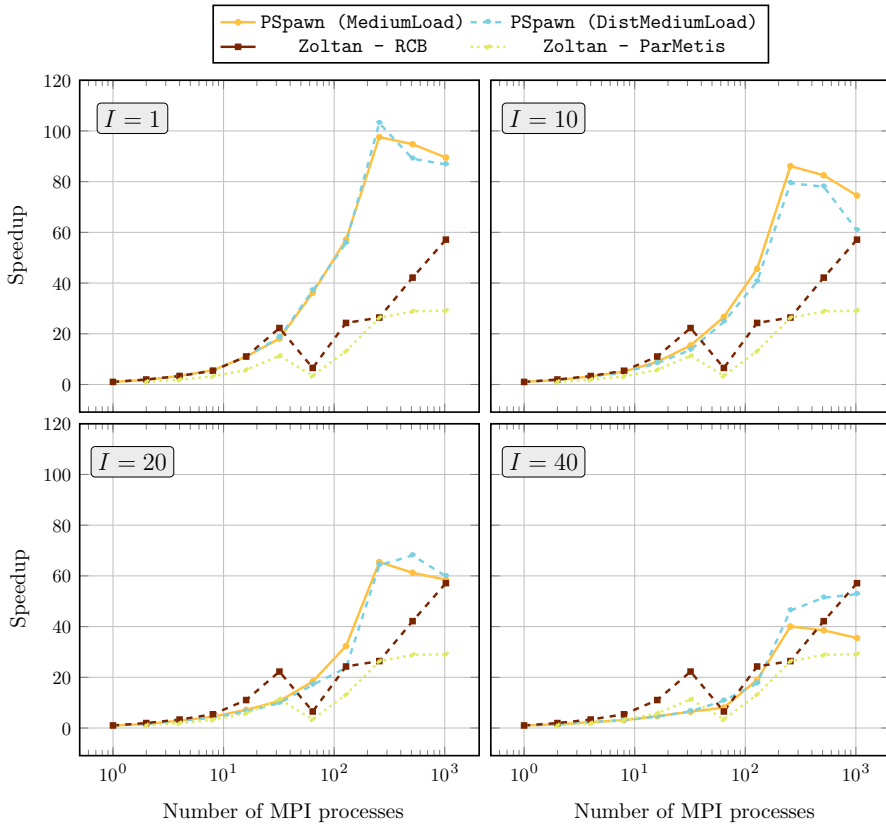 PSpawn (MediumLoad) PSpawn (DistMediumLoad)
Zoltan - RCB Zoltan - ParMetis
120
100
80
60
40
20
0
Speedup
I = 1
I = 10
120
100
80
60
40
20
0
Speedup
I = 20
I = 40
10^0 10^1 10^2 10^3
10^0 10^1 10^2 10^3
Number of MPI processes
Number of MPI processes